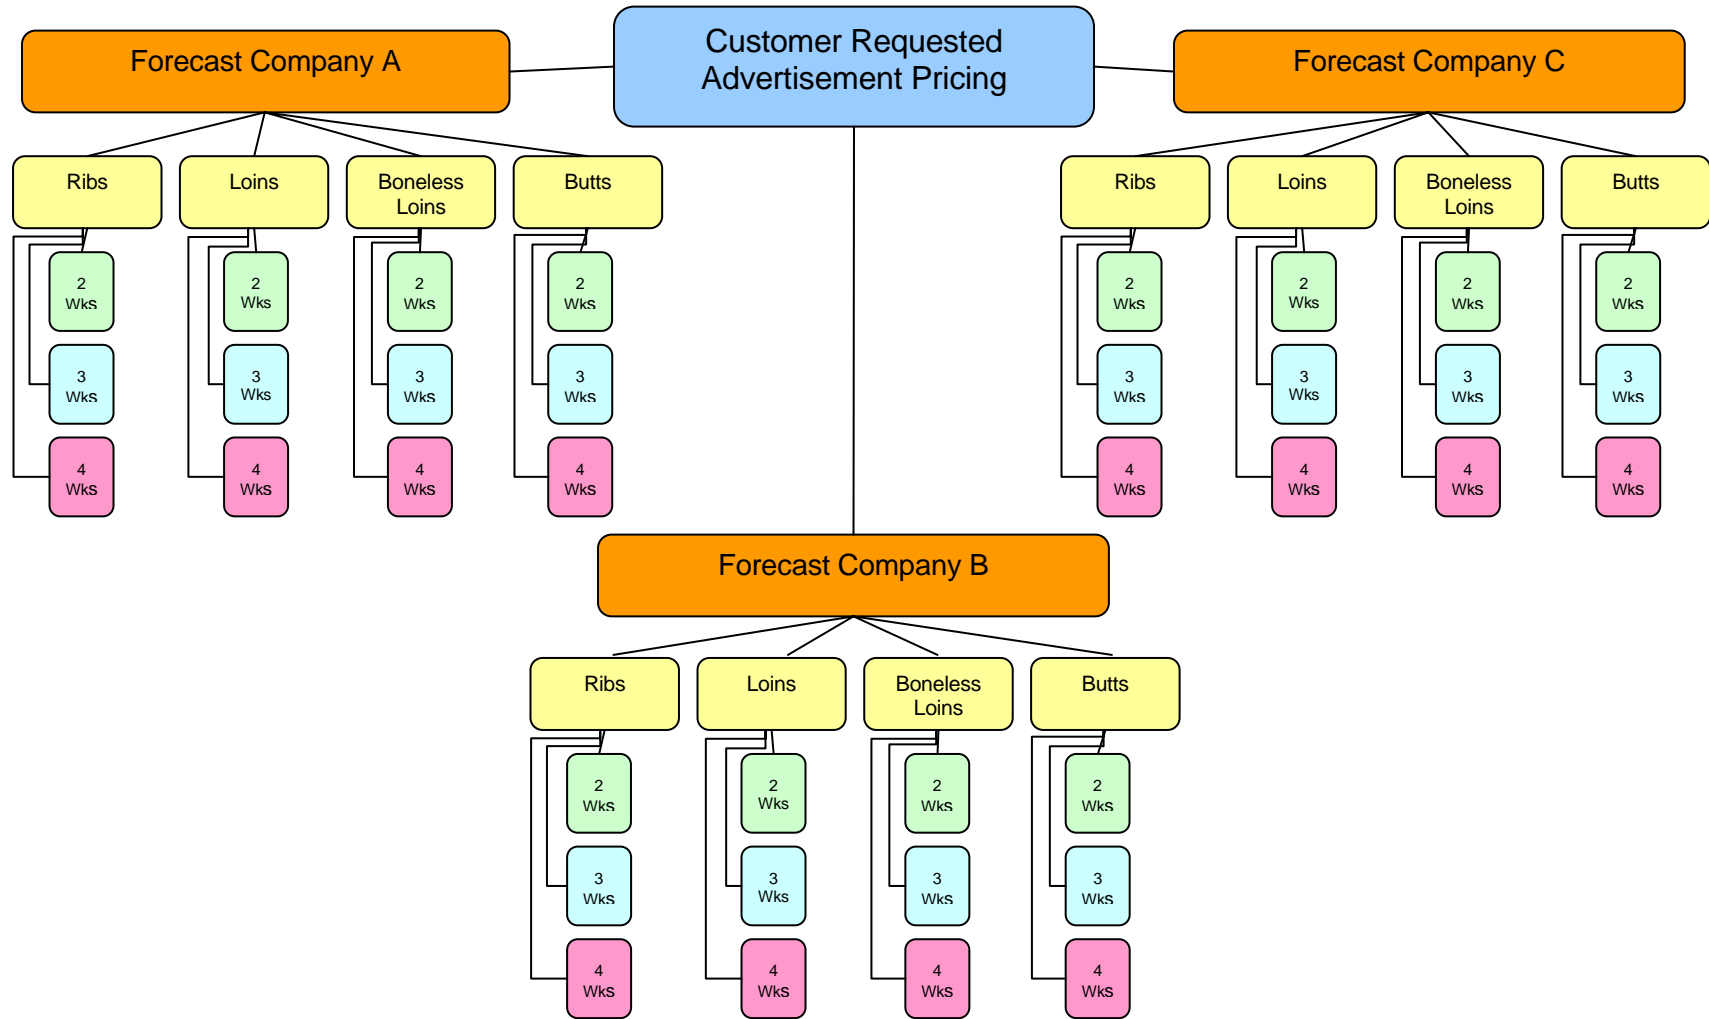 Customer Requested
Advertisement Pricing
Forecast Company A
Ribs
Loins
Boneless
Loins
Butts
2
Wks
2
Wks
2
Wks
2
Wks
3
Wks
3
Wks
3
Wks
3
Wks
4
Wks
4
Wks
4
Wks
4
Wks
Forecast Company C
Ribs
Loins
Boneless
Loins
Butts
2
Wks
2
Wks
2
Wks
2
Wks
3
Wks
3
Wks
3
Wks
3
Wks
4
Wks
4
Wks
4
Wks
4
Wks
Forecast Company B
Ribs
Loins
Boneless
Loins
Butts
2
Wks
2
Wks
2
Wks
2
Wks
3
Wks
3
Wks
3
Wks
3
Wks
4
Wks
4
Wks
4
Wks
4
Wks